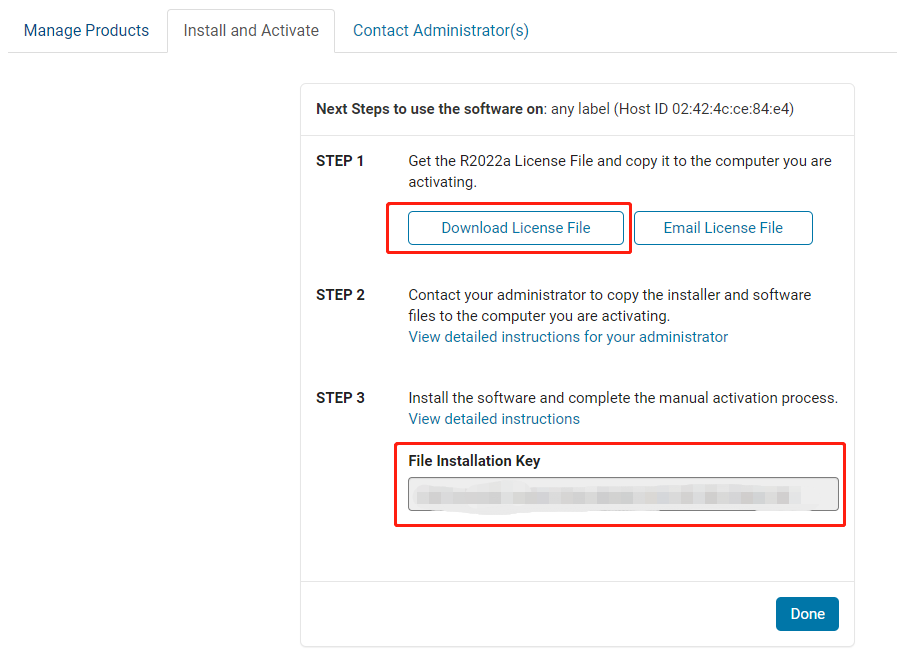 Manage Products
Install and Activate
Contact Administrator(s)
Next Steps to use the software on: any label (Host ID 02:42:4c:ce:84:e4)
STEP 1
Get the R2022a License File and copy it to the computer you are
activating.
Download License File
Email License File
STEP 2
Contact your administrator to copy the installer and software
files to the computer you are activating.
View detailed instructions for your administrator
STEP 3
Install the software and complete the manual activation process.
View detailed instructions
File Installation Key
Done